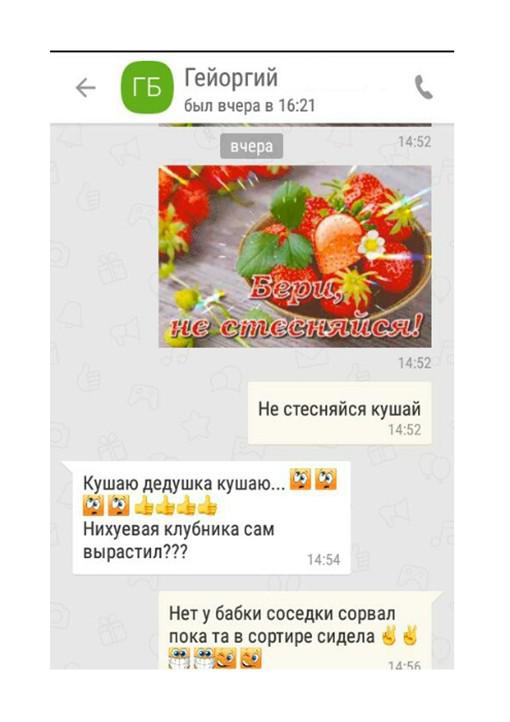 ГБ
Гейоргий
был вчера в 16:21
14:52
вчера
Бери,
не стесняйся!
14:52
Не стесняйся кушай
14:52
Кушаю дедушка кушаю...
Нихуевая клубника сам
вырастил???
14:54
Нет у бабки соседки сорвал
пока та в сортире сидела ✌✌
14:56